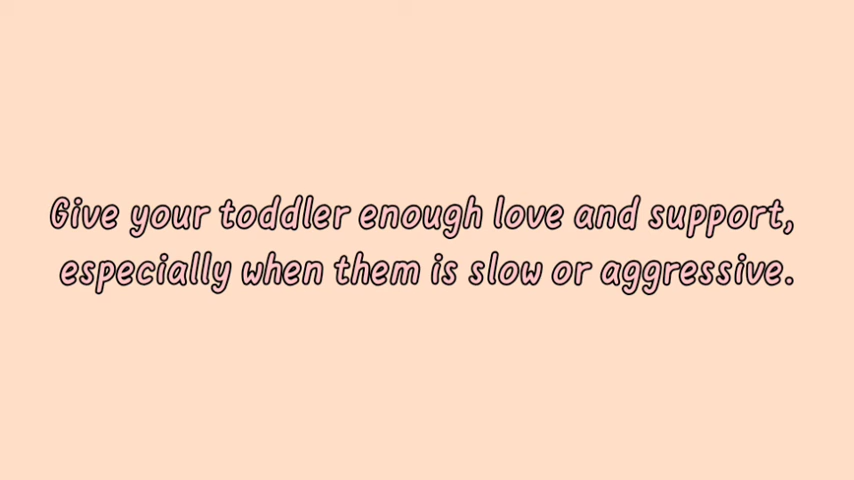 Give your toddler enough love and support,
especially when them is slow or aggressive.